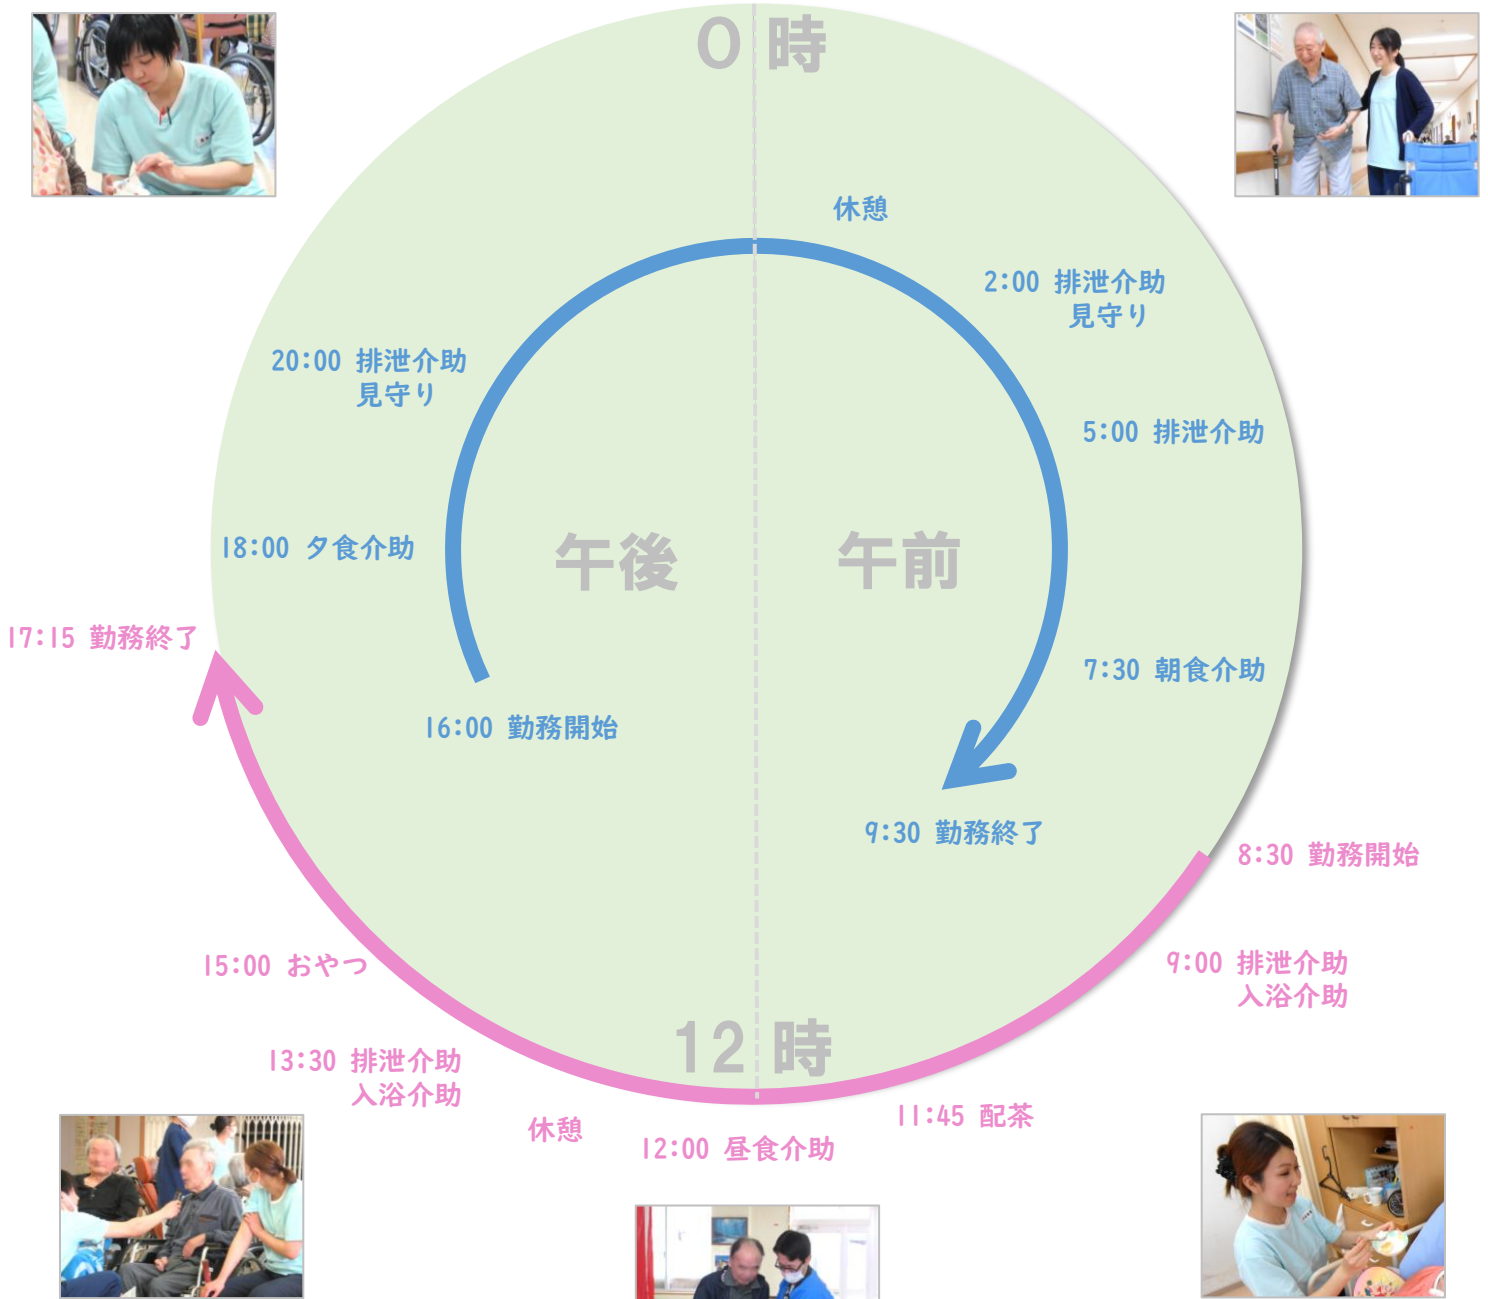 0時
休憩
2:00 排泄介助
見守り
20:00 排泄介助
見守り
5:00 排泄介助
18:00 夕食介助
午後
午前
17:15 勤務終了
7:30 朝食介助
16:00 勤務開始
9:30 勤務終了
8:30 勤務開始
9:00 排泄介助
入浴介助
15:00 おやつ
12時
13:30 排泄介助
入浴介助
11:45 配茶
休憩
12:00 昼食介助